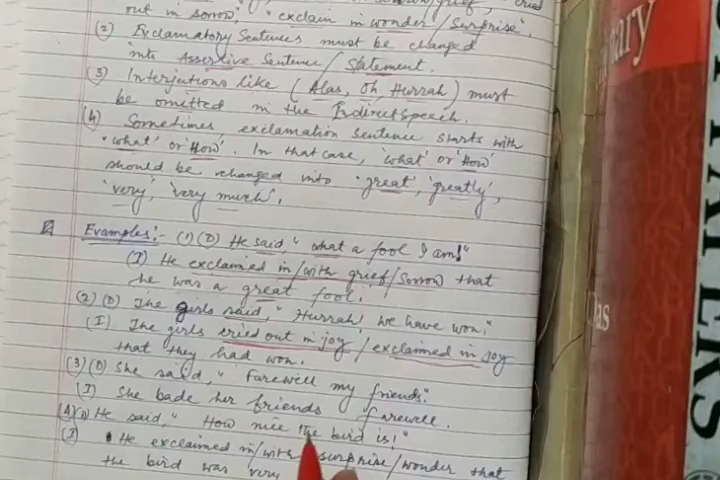 out in sorrow", "exclaim in wonder/Surprise".
(2) Exclamatory Sentences must be changed
into Assertive Sentence/Statement.
(3) Interjections like (Alas, Oh, Hurrah) must
be omitted in the Indirect Speech.
(4) Sometimes, exclamation sentence starts with
'what' or 'How'. In that case, 'what' or 'How'
should be changed into 'great', 'greatly',
'very', 'very much'.
Examples:- (1) (D) He said "what a fool I am!"
(I) He exclaimed in/with grief/Sorrow that
he was a great fool.
(2) (D) The girls said, "Hurrah! we have won."
(I) The girls cried out in joy/exclaimed in joy
that they had won.
(3) (D) She said, "Farewell my friends."
(I) She bade her friends farewell.
(4) (D) He said, "How nice the bird is!"
(I) He exclaimed in/with surprise/wonder that
the bird was very